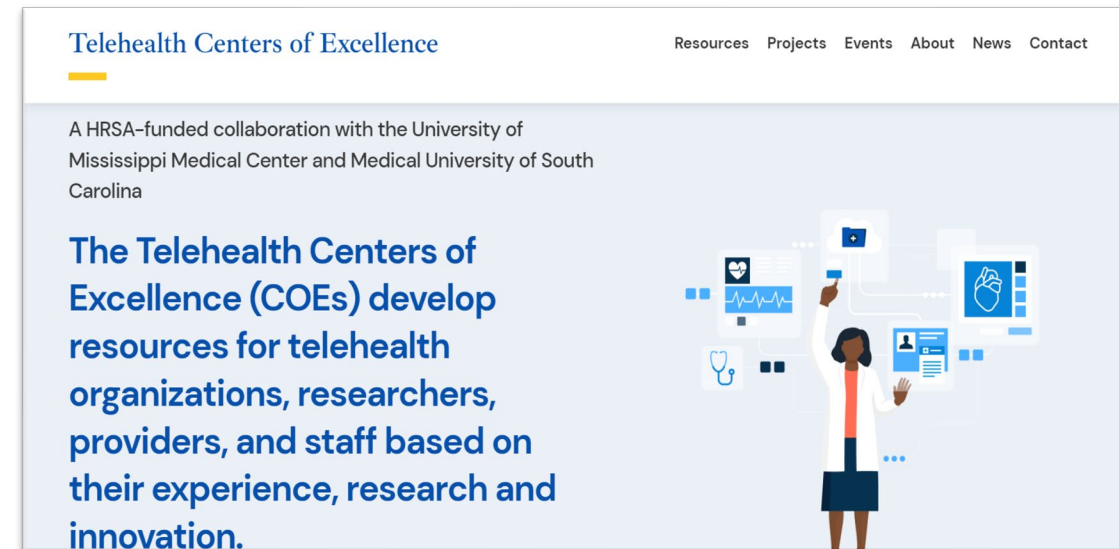 Telehealth Centers of Excellence
Resources Projects Events About News Contact
A HRSA-funded collaboration with the University of
Mississippi Medical Center and Medical University of South
Carolina
The Telehealth Centers of
Excellence (COEs) develop
resources for telehealth
organizations, researchers,
providers, and staff based on
their experience, research and
innovation.